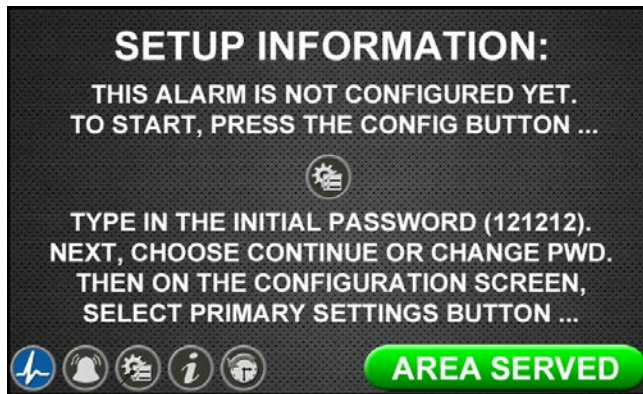 SETUP INFORMATION:
THIS ALARM IS NOT CONFIGURED YET.
TO START, PRESS THE CONFIG BUTTON ...
TYPE IN THE INITIAL PASSWORD (121212).
NEXT, CHOOSE CONTINUE OR CHANGE PWD.
THEN ON THE CONFIGURATION SCREEN,
SELECT PRIMARY SETTINGS BUTTON ...
AREA SERVED